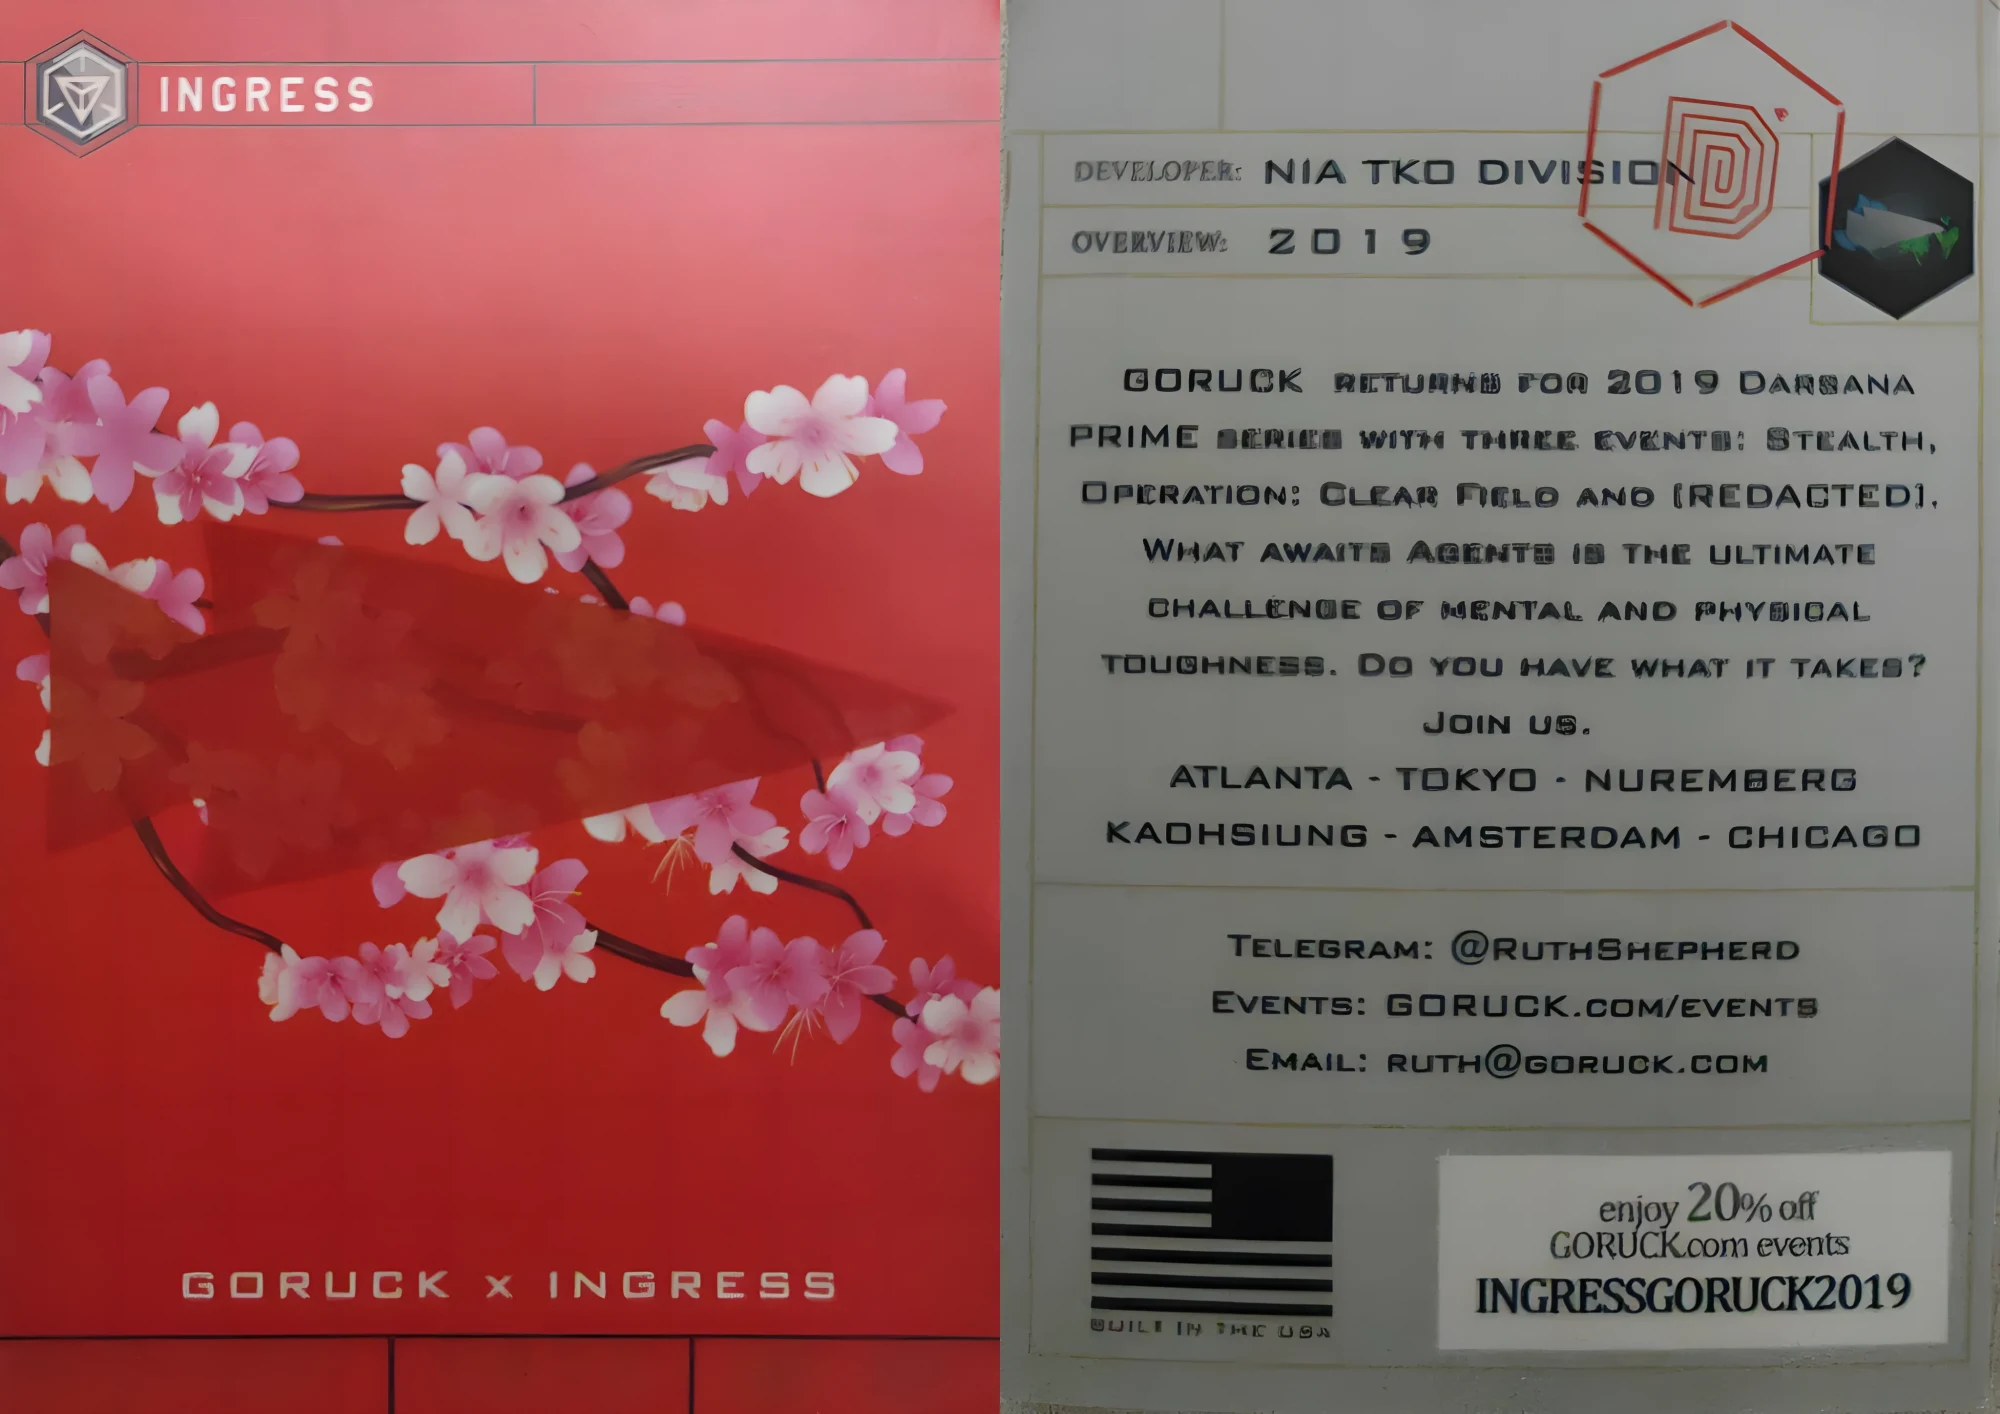 INGRESS
GORUCK x INGRESS
DEVELOPER: NIA TKO DIVISION
OVERVIEW: 2019
GORUCK RETURNS FOR 2019 DARSANA
PRIME SERIES WITH THREE EVENTS: STEALTH,
OPERATION: CLEAR FIELD AND [REDACTED].
WHAT AWAITS AGENTS IS THE ULTIMATE
CHALLENGE OF MENTAL AND PHYSICAL
TOUGHNESS. DO YOU HAVE WHAT IT TAKES?
JOIN US.
ATLANTA - TOKYO - NUREMBERG
KAOHSIUNG - AMSTERDAM - CHICAGO
TELEGRAM: @RUTHSHEPHERD
EVENTS: GORUCK.COM/EVENTS
EMAIL: RUTH@GORUCK.COM
BUILT IN THE USA
enjoy 20% off
GORUCK.com events
INGRESSGORUCK2019